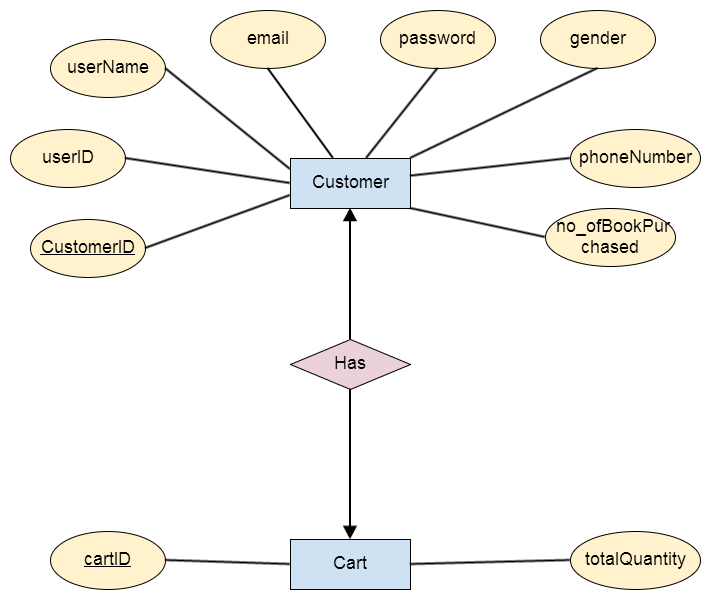 email
password
gender
userName
userID
phoneNumber
Customer
CustomerID
no_ofBookPur
chased
Has
cartID
Cart
totalQuantity